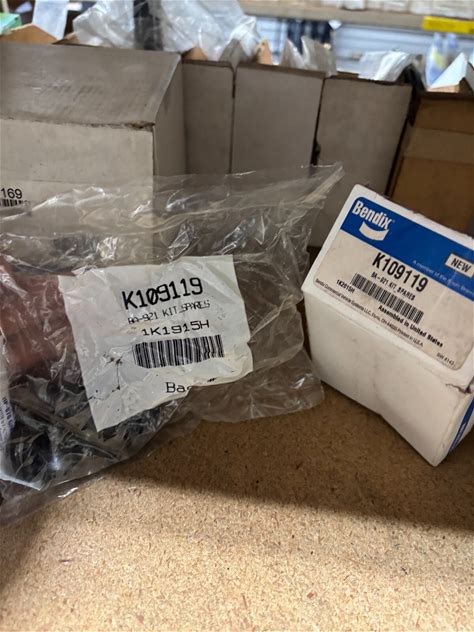 169
K109119
BA-921 KIT,SPARES
1K1915H
Bendix
NEW
K109119
BA-921 KIT, SPARES
Assembled in United States